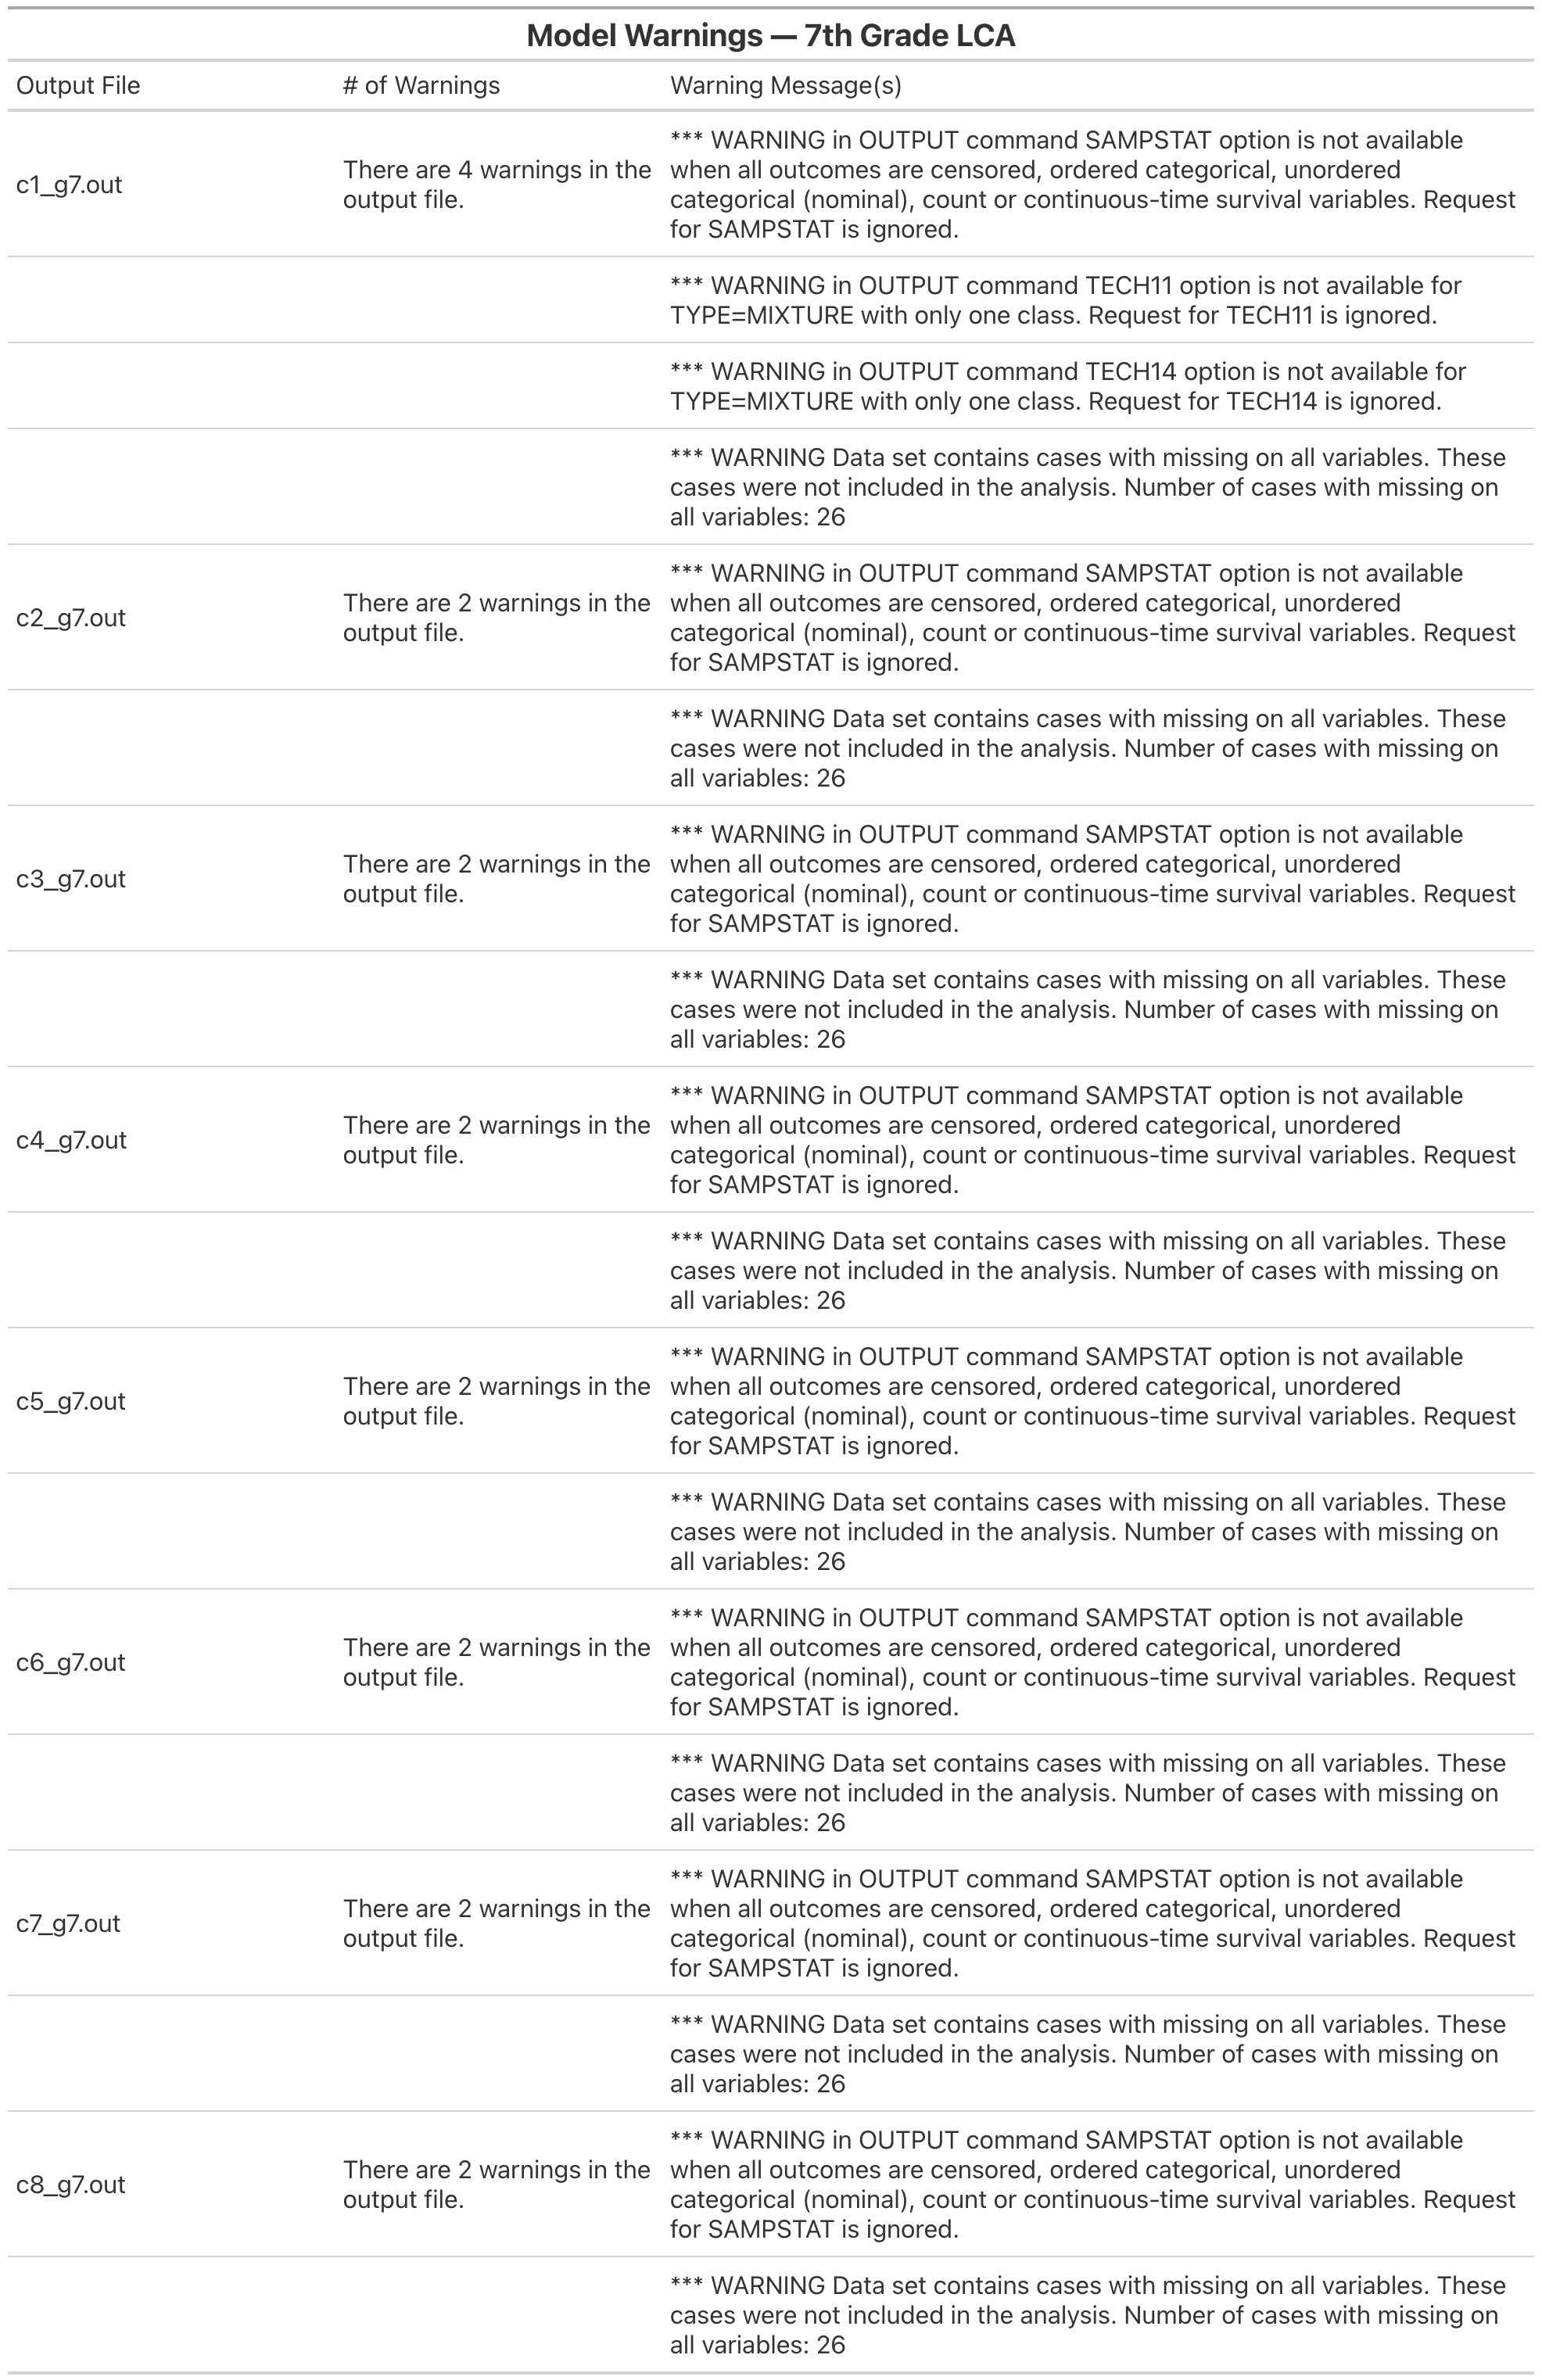 Model Warnings — 7th Grade LCA
Output File # of Warnings Warning Message(s)
c1_g7.out
There are 4 warnings in the
output file.
*** WARNING in OUTPUT command SAMPSTAT option is not available
when all outcomes are censored, ordered categorical, unordered
categorical (nominal), count or continuous-time survival variables. Request
for SAMPSTAT is ignored.
*** WARNING in OUTPUT command TECH11 option is not available for
TYPE=MIXTURE with only one class. Request for TECH11 is ignored.
*** WARNING in OUTPUT command TECH14 option is not available for
TYPE=MIXTURE with only one class. Request for TECH14 is ignored.
*** WARNING Data set contains cases with missing on all variables. These
cases were not included in the analysis. Number of cases with missing on
all variables: 26
c2_g7.out
There are 2 warnings in the
output file.
*** WARNING in OUTPUT command SAMPSTAT option is not available
when all outcomes are censored, ordered categorical, unordered
categorical (nominal), count or continuous-time survival variables. Request
for SAMPSTAT is ignored.
*** WARNING Data set contains cases with missing on all variables. These
cases were not included in the analysis. Number of cases with missing on
all variables: 26
c3_g7.out
There are 2 warnings in the
output file.
*** WARNING in OUTPUT command SAMPSTAT option is not available
when all outcomes are censored, ordered categorical, unordered
categorical (nominal), count or continuous-time survival variables. Request
for SAMPSTAT is ignored.
*** WARNING Data set contains cases with missing on all variables. These
cases were not included in the analysis. Number of cases with missing on
all variables: 26
c4_g7.out
There are 2 warnings in the
output file.
*** WARNING in OUTPUT command SAMPSTAT option is not available
when all outcomes are censored, ordered categorical, unordered
categorical (nominal), count or continuous-time survival variables. Request
for SAMPSTAT is ignored.
*** WARNING Data set contains cases with missing on all variables. These
cases were not included in the analysis. Number of cases with missing on
all variables: 26
c5_g7.out
There are 2 warnings in the
output file.
*** WARNING in OUTPUT command SAMPSTAT option is not available
when all outcomes are censored, ordered categorical, unordered
categorical (nominal), count or continuous-time survival variables. Request
for SAMPSTAT is ignored.
*** WARNING Data set contains cases with missing on all variables. These
cases were not included in the analysis. Number of cases with missing on
all variables: 26
c6_g7.out
There are 2 warnings in the
output file.
*** WARNING in OUTPUT command SAMPSTAT option is not available
when all outcomes are censored, ordered categorical, unordered
categorical (nominal), count or continuous-time survival variables. Request
for SAMPSTAT is ignored.
*** WARNING Data set contains cases with missing on all variables. These
cases were not included in the analysis. Number of cases with missing on
all variables: 26
c7_g7.out
There are 2 warnings in the
output file.
*** WARNING in OUTPUT command SAMPSTAT option is not available
when all outcomes are censored, ordered categorical, unordered
categorical (nominal), count or continuous-time survival variables. Request
for SAMPSTAT is ignored.
*** WARNING Data set contains cases with missing on all variables. These
cases were not included in the analysis. Number of cases with missing on
all variables: 26
c8_g7.out
There are 2 warnings in the
output file.
*** WARNING in OUTPUT command SAMPSTAT option is not available
when all outcomes are censored, ordered categorical, unordered
categorical (nominal), count or continuous-time survival variables. Request
for SAMPSTAT is ignored.
*** WARNING Data set contains cases with missing on all variables. These
cases were not included in the analysis. Number of cases with missing on
all variables: 26